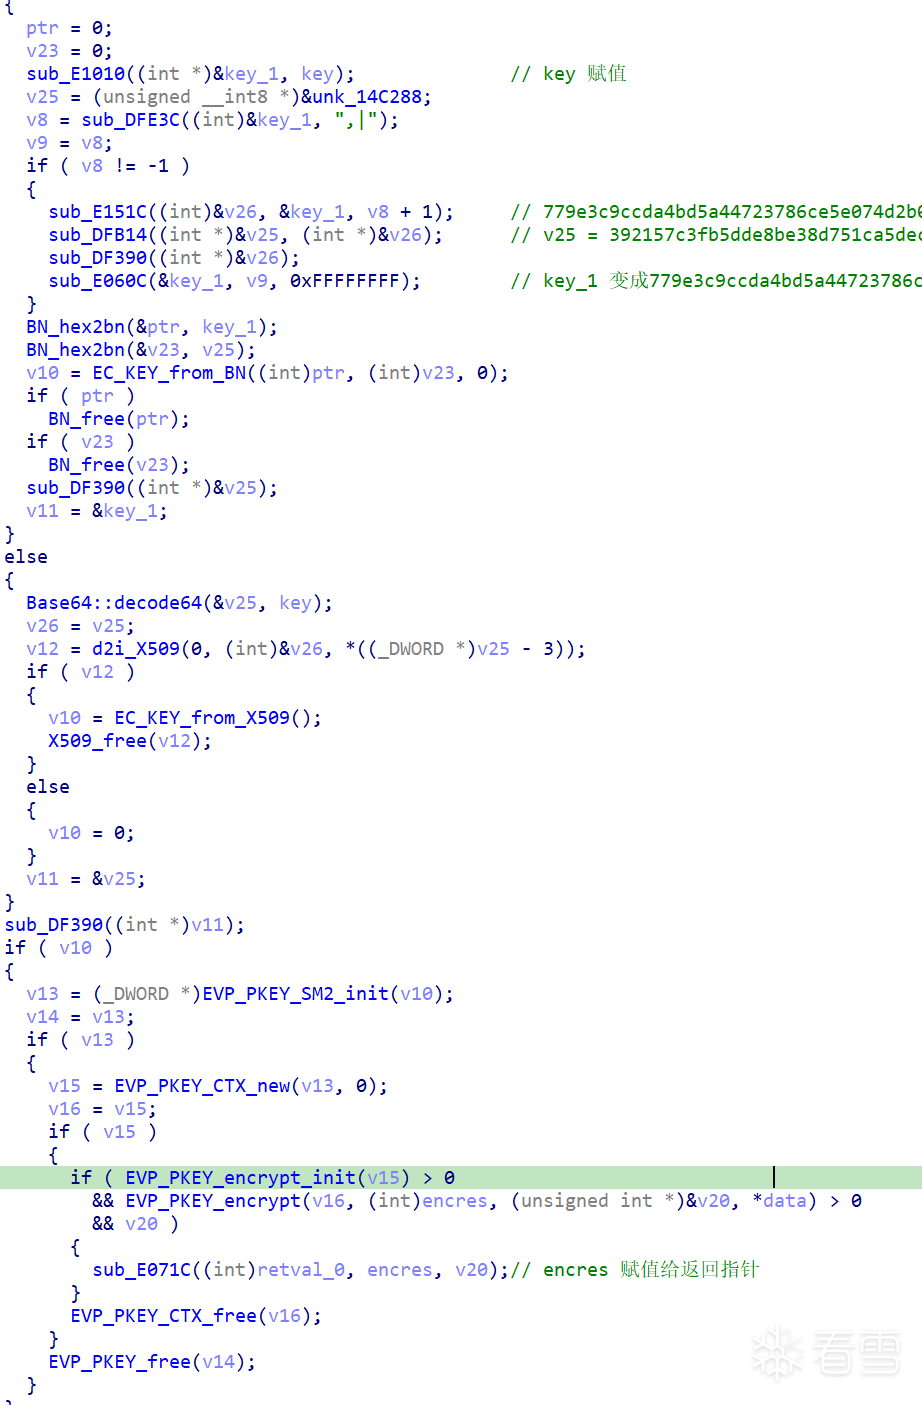 {
ptr = 0;
v23 = 0;
sub_E1010((int *)&key_1, key); // key 赋值
v25 = (unsigned __int8 *)&unk_14C288;
v8 = sub_DFE3C((int)&key_1, ",|");
v9 = v8;
if ( v8 != -1 )
{
sub_E151C((int)&v26, &key_1, v8 + 1); // 779e3c9ccda4bd5a44723786ce5e074d2b
sub_DFB14((int *)&v25, (int *)&v26); // v25 = 392157c3fb5dde8be38d751ca5dec
sub_DF390((int *)&v26);
sub_E060C(&key_1, v9, 0xFFFFFFFF); // key_1 变成779e3c9ccda4bd5a44723786c
}
BN_hex2bn(&ptr, key_1);
BN_hex2bn(&v23, v25);
v10 = EC_KEY_from_BN((int)ptr, (int)v23, 0);
if ( ptr )
BN_free(ptr);
if ( v23 )
BN_free(v23);
sub_DF390((int *)&v25);
v11 = &key_1;
}
else
{
Base64::decode64(&v25, key);
v26 = v25;
v12 = d2i_X509(0, (int)&v26, *((_DWORD *)v25 - 3));
if ( v12 )
{
v10 = EC_KEY_from_X509();
X509_free(v12);
}
else
{
v10 = 0;
}
v11 = &v25;
}
sub_DF390((int *)v11);
if ( v10 )
{
v13 = (_DWORD *)EVP_PKEY_SM2_init(v10);
v14 = v13;
if ( v13 )
{
v15 = EVP_PKEY_CTX_new(v13, 0);
v16 = v15;
if ( v15 )
{
if ( EVP_PKEY_encrypt_init(v15) > 0
&& EVP_PKEY_encrypt(v16, (int)encres, (unsigned int *)&v20, *data) > 0
&& v20 )
{
sub_E071C((int)retval_0, encres, v20);// encres 赋值给返回指针
}
EVP_PKEY_CTX_free(v16);
}
EVP_PKEY_free(v14);
}
看雪